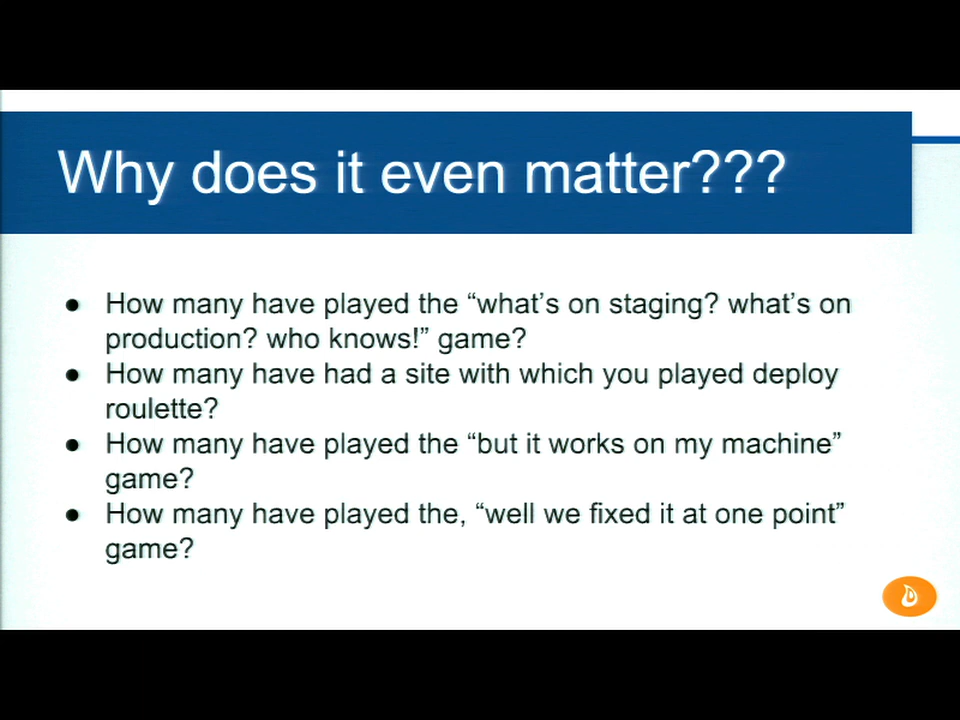 Why does it even matter???
● How many have played the “what’s on staging? what’s on
production? who knows!” game?
● How many have had a site with which you played deploy
roulette?
● How many have played the “but it works on my machine”
game?
● How many have played the, “well we fixed it at one point”
game?